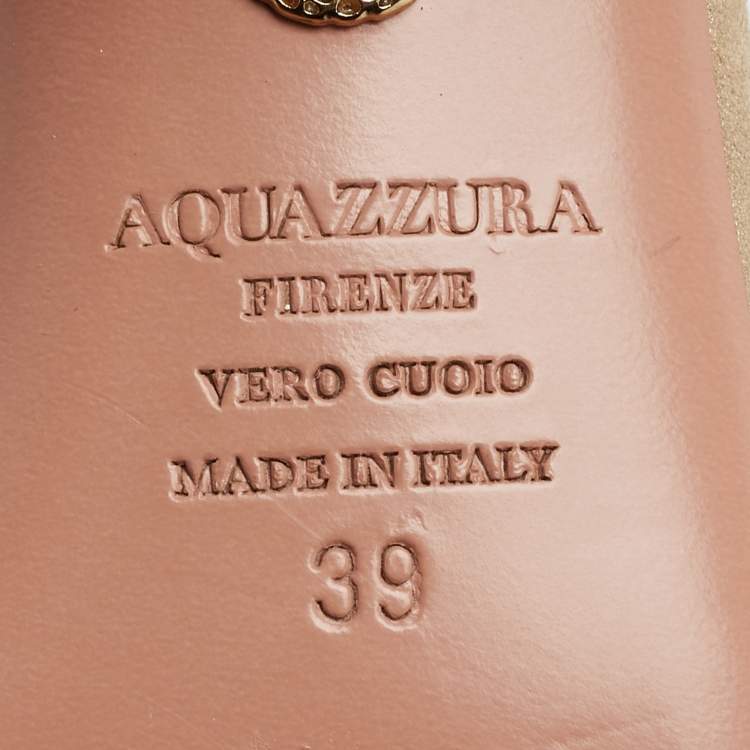 AQUAZZURA
FIRENZE
VERO CUOIO
MADE IN ITALY
39